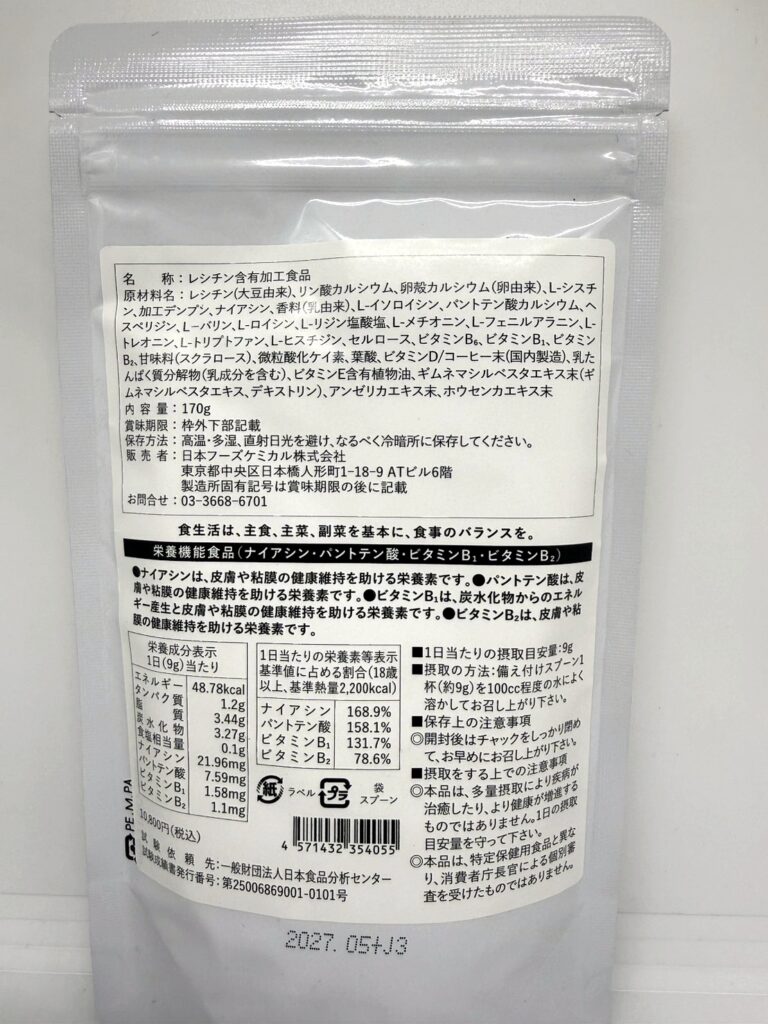 名　　称：レシチン含有加工食品
原材料名：レシチン(大豆由来)、リン酸カルシウム、卵殻カルシウム(卵由来)、L-シスチ
ン、加工デンプン、ナイアシン、香料(乳由来)、L-イソロイシン、パントテン酸カルシウム、ヘ
スペリジン、L−バリン、L-ロイシン、L-リジン塩酸塩、L-メチオニン、L-フェニルアラニン、L-
トレオニン、L-トリプトファン、L-ヒスチジン、セルロース、ビタミンB₆、ビタミンB₁、ビタミン
B₂、甘味料(スクラロース)、微粒酸化ケイ素、葉酸、ビタミンD/コーヒー末(国内製造)、乳た
んぱく質分解物(乳成分を含む)、ビタミンE含有植物油、ギムネマシルベスタエキス末(ギ
ムネマシルベスタエキス、デキストリン)、アンゼリカエキス末、ホウセンカエキス末
内 容 量：170g
賞味期限：枠外下部記載
保存方法：高温・多湿、直射日光を避け、なるべく冷暗所に保存してください。
販 売 者：日本フーズケミカル株式会社
東京都中央区日本橋人形町1-18-9 ATビル6階
製造所固有記号は賞味期限の後に記載
お問合せ：03-3668-6701
食生活は、主食、主菜、副菜を基本に、食事のバランスを。
栄養機能食品(ナイアシン・パントテン酸・ビタミンB₁・ビタミンB₂)
●ナイアシンは、皮膚や粘膜の健康維持を助ける栄養素です。●パントテン酸は、皮
膚や粘膜の健康維持を助ける栄養素です。●ビタミンB₁は、炭水化物からのエネル
ギー産生と皮膚や粘膜の健康維持を助ける栄養素です。●ビタミンB₂は、皮膚や粘
膜の健康維持を助ける栄養素です。
栄養成分表示
1日(9g)当たり
エネルギー 48.78kcal
タンパク質 1.2g
脂　　質 3.44g
炭水化物 3.27g
食塩相当量 0.1g
ナイアシン 21.96mg
パントテン酸 7.59mg
ビタミンB₁ 1.58mg
ビタミンB₂ 1.1mg
1日当たりの栄養素等表示
基準値に占める割合(18歳
以上、基準熱量2,200kcal)
ナイアシン 168.9%
パントテン酸 158.1%
ビタミンB₁ 131.7%
ビタミンB₂ 78.6%
■1日当たりの摂取目安量：9g
■摂取の方法：備え付けスプーン1
杯(約9g)を100cc程度の水によく
溶かしてお召し上がり下さい。
■保存上の注意事項
◎開封後はチャックをしっかり閉め
て、お早めにお召し上がり下さい。
■摂取をする上での注意事項
◎本品は、多量摂取により疾病が
治癒したり、より健康が増進する
ものではありません。1日の摂取
目安量を守って下さい。
◎本品は、特定保健用食品と異な
り、消費者庁長官による個別審
査を受けたものではありません。
紙 ラベル プラ 袋
スプーン
PE.M.PA
4 571432 354055
10,800円(税込)
試験依頼先：一般財団法人日本食品分析センター
試験成績書発行番号：第25006869001-0101号
2027.05+J3